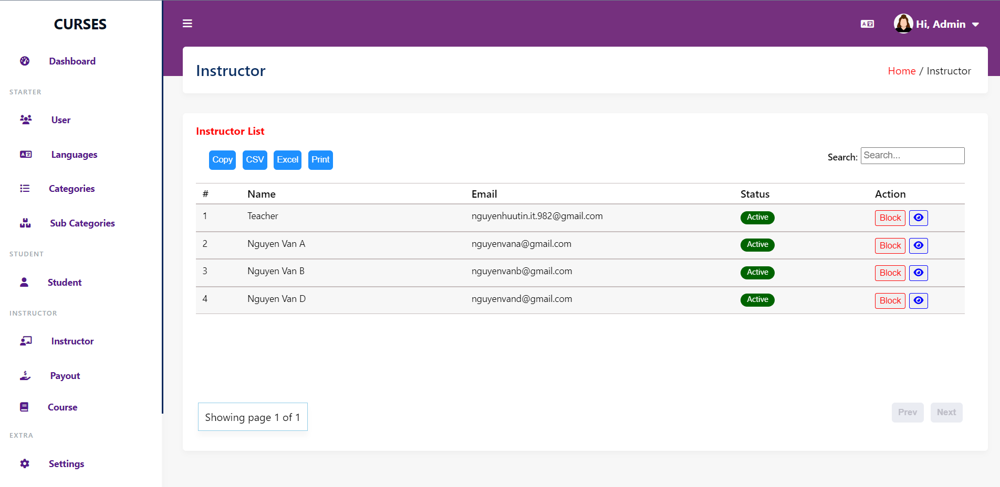 CURSES
Dashboard
STARTER
User
Languages
Categories
Sub Categories
STUDENT
Student
INSTRUCTOR
Instructor
Payout
Course
EXTRA
Settings
Hi, Admin
Instructor
Home / Instructor
Instructor List
Copy CSV Excel Print
Search: Search...
# Name Email Status Action
1 Teacher nguyenhuutin.it.982@gmail.com Active Block
2 Nguyen Van A nguyenvana@gmail.com Active Block
3 Nguyen Van B nguyenvanb@gmail.com Active Block
4 Nguyen Van D nguyenvand@gmail.com Active Block
Showing page 1 of 1
Prev Next